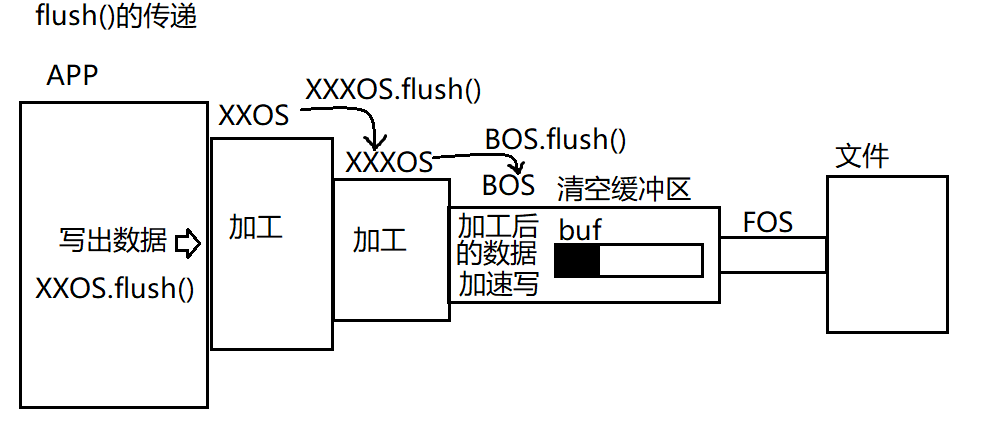 flush()的传递
APP
XXOS
XXXOS.flush()
XXXOS
BOS.flush()
BOS
清空缓冲区
文件
写出数据
XXOS.flush()
加工
加工
加工后
的数据
加速写
buf
FOS